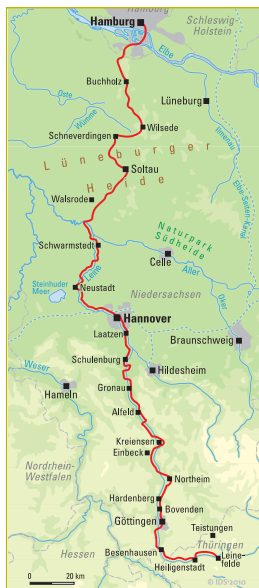 Hamburg
Hamburg
Schleswig-
Holstein
Elbe
Buchholz
Oste
Lüneburg
Wümme
Wilsede
Schneverdingen
Ilmenau
Lüneburger
Soltau
Heide
Elbe-Seiten-Kanal
Walsrode
Naturpark
Südheide
Schwarmstedt
Celle
Leine
Aller
Steinhuder
Meer
Neustadt
Niedersachsen
Oker
Hannover
Laatzen
Braunschweig
Schulenburg
Weser
Hildesheim
Gronau
Hameln
Alfeld
Kreiensen
Einbeck
Nordrhein-
Westfalen
Northeim
Hardenberg
Bovenden
Göttingen
Teistungen
Thüringen
Besenhausen
Leine-
felde
Hessen
Heiligenstadt
0 20 km
© IDS 2010